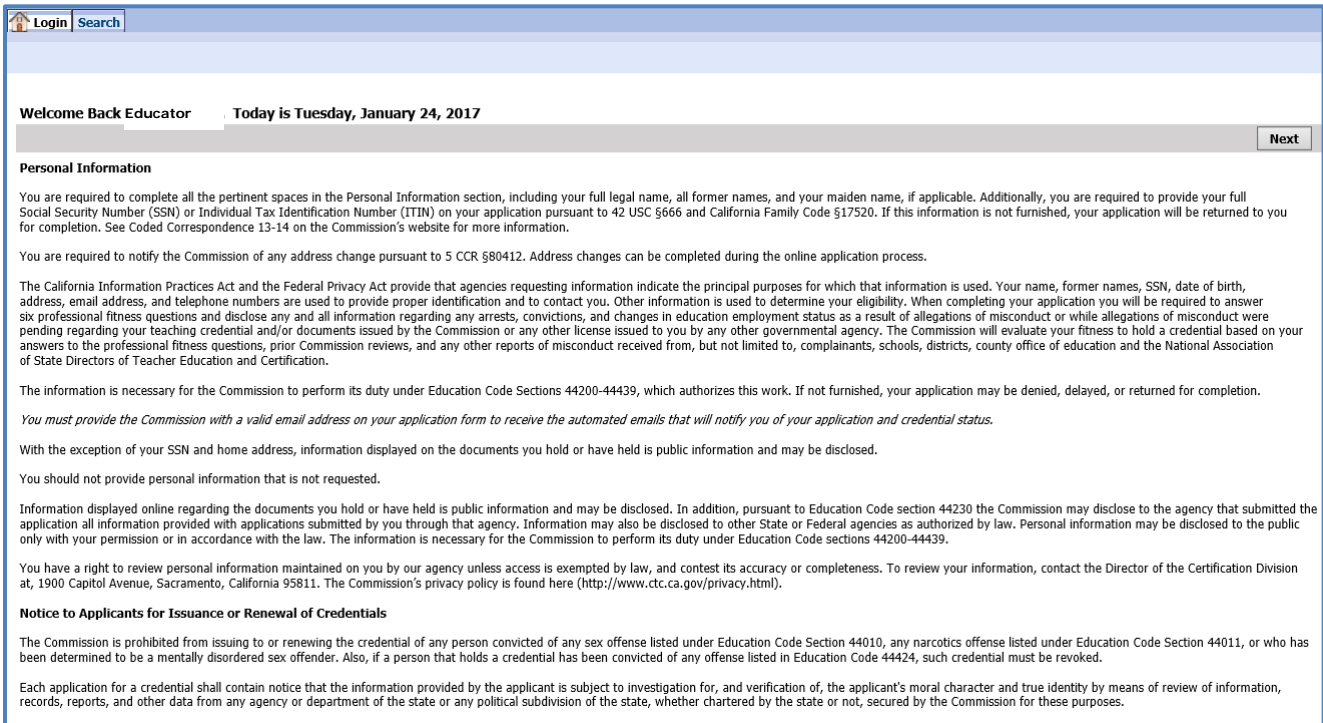 Login Search
Welcome Back Educator , Today is Tuesday, January 24, 2017
Next
Personal Information
You are required to complete all the pertinent spaces in the Personal Information section, including your full legal name, all former names, and your maiden name, if applicable. Additionally, you are required to provide your full
Social Security Number (SSN) or Individual Tax Identification Number (ITIN) on your application pursuant to 42 USC §666 and California Family Code §17520. If this information is not furnished, your application will be returned to you
for completion. See Coded Correspondence 13-14 on the Commission's website for more information.
You are required to notify the Commission of any address change pursuant to 5 CCR §80412. Address changes can be completed during the online application process.
The California Information Practices Act and the Federal Privacy Act provide that agencies requesting information indicate the principal purposes for which that information is used. Your name, former names, SSN, date of birth,
address, email address, and telephone numbers are used to provide proper identification and to contact you. Other information is used to determine your eligibility. When completing your application you will be required to answer
six professional fitness questions and disclose any and all information regarding any arrests, convictions, and changes in education employment status as a result of allegations of misconduct or while allegations of misconduct were
pending regarding your teaching credential and/or documents issued by the Commission or any other license issued to you by any other governmental agency. The Commission will evaluate your fitness to hold a credential based on your
answers to the professional fitness questions, prior Commission reviews, and any other reports of misconduct received from, but not limited to, complainants, schools, districts, county office of education and the National Association
of State Directors of Teacher Education and Certification.
The information is necessary for the Commission to perform its duty under Education Code Sections 44200-44439, which authorizes this work. If not furnished, your application may be denied, delayed, or returned for completion.
You must provide the Commission with a valid email address on your application form to receive the automated emails that will notify you of your application and credential status.
With the exception of your SSN and home address, information displayed on the documents you hold or have held is public information and may be disclosed.
You should not provide personal information that is not requested.
Information displayed online regarding the documents you hold or have held is public information and may be disclosed. In addition, pursuant to Education Code section 44230 the Commission may disclose to the agency that submitted the
application all information provided with applications submitted by you through that agency. Information may also be disclosed to other State or Federal agencies as authorized by law. Personal information may be disclosed to the public
only with your permission or in accordance with the law. The information is necessary for the Commission to perform its duty under Education Code sections 44200-44439.
You have a right to review personal information maintained on you by our agency unless access is exempted by law, and contest its accuracy or completeness. To review your information, contact the Director of the Certification Division
at, 1900 Capitol Avenue, Sacramento, California 95811. The Commission's privacy policy is found here (http://www.ctc.ca.gov/privacy.html).
Notice to Applicants for Issuance or Renewal of Credentials
The Commission is prohibited from issuing to or renewing the credential of any person convicted of any sex offense listed under Education Code Section 44010, any narcotics offense listed under Education Code Section 44011, or who has
been determined to be a mentally disordered sex offender. Also, if a person that holds a credential has been convicted of any offense listed in Education Code 44424, such credential must be revoked.
Each application for a credential shall contain notice that the information provided by the applicant is subject to investigation for, and verification of, the applicant's moral character and true identity by means of review of information,
records, reports, and other data from any agency or department of the state or any political subdivision of the state, whether chartered by the state or not, secured by the Commission for these purposes.